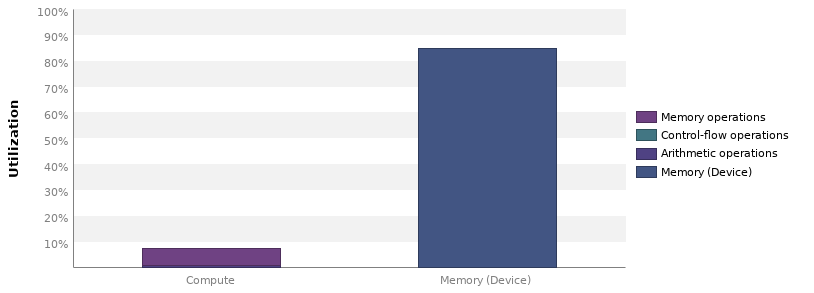 100%
90%
80%
70%
60%
50%
40%
30%
20%
10%
Utilization
Compute
Memory (Device)
Memory operations
Control-flow operations
Arithmetic operations
Memory (Device)